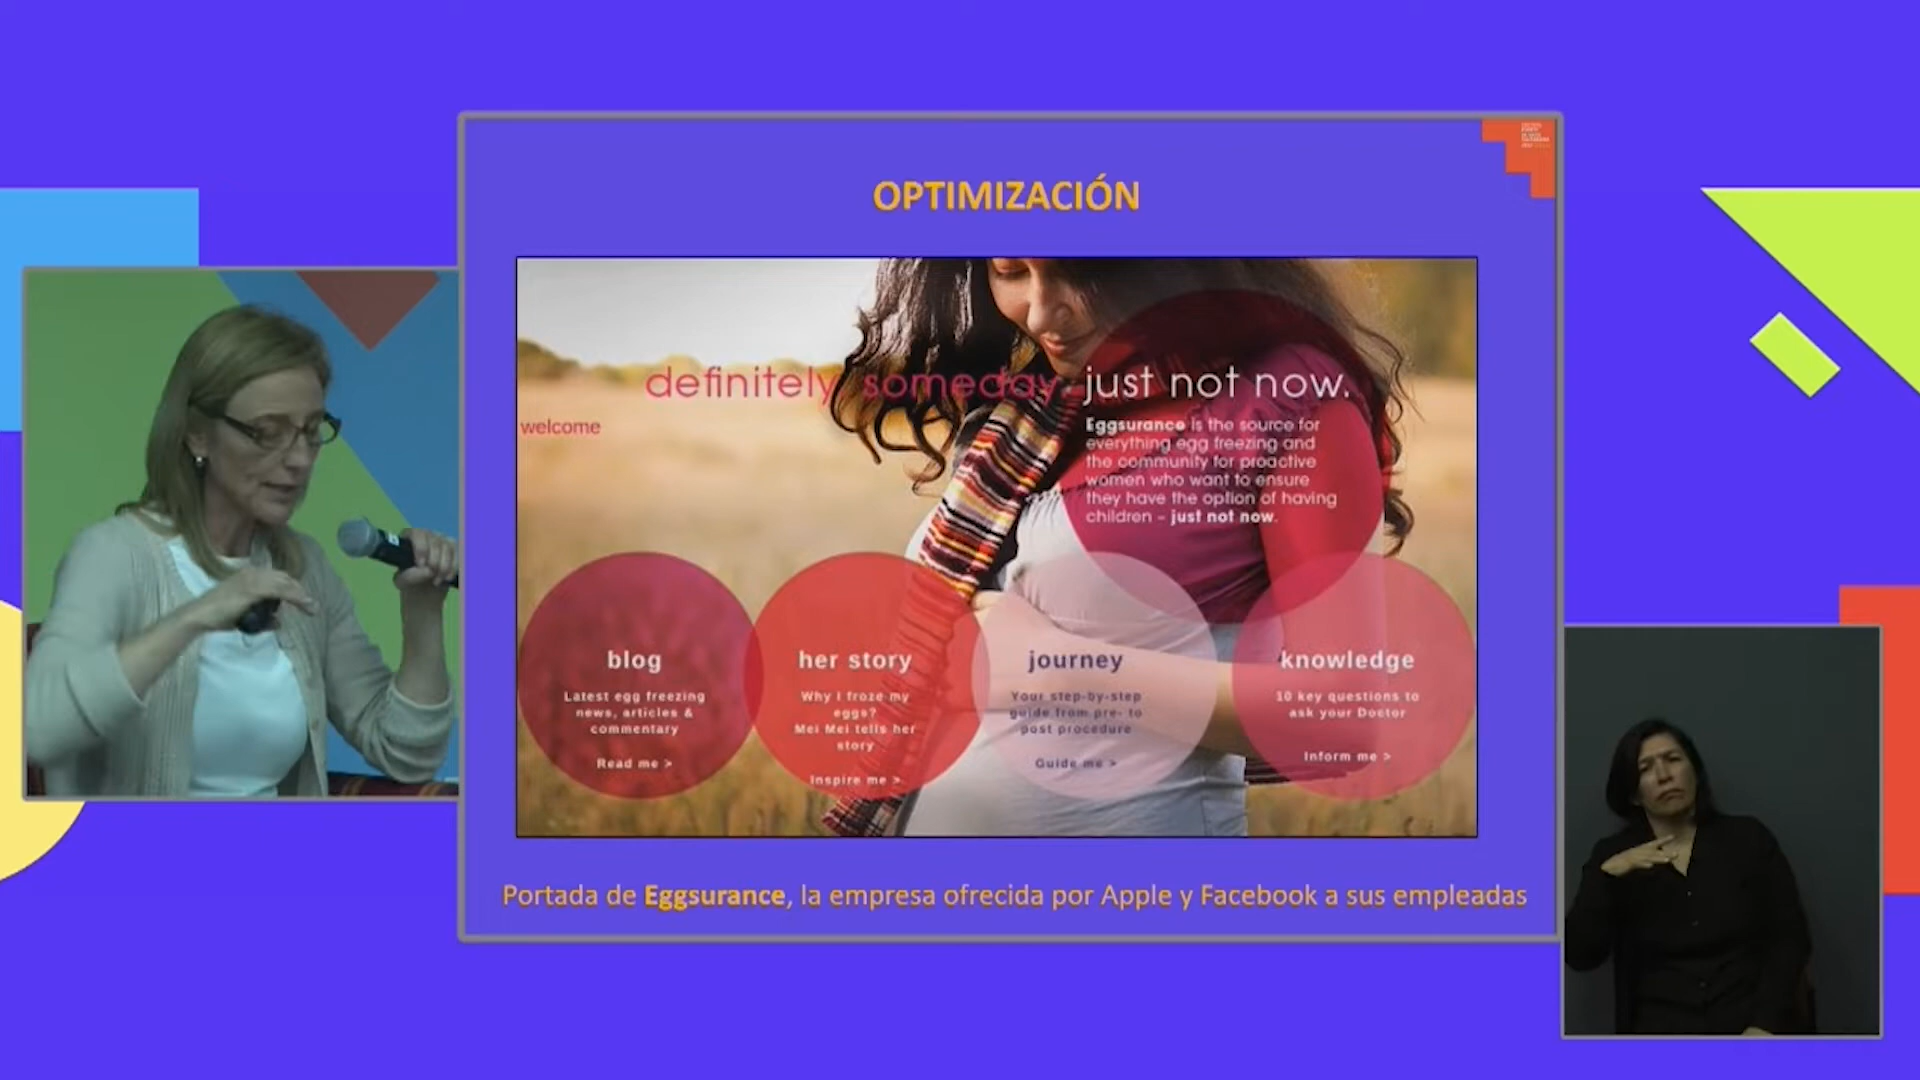 OPTIMIZACIÓN
definitely someday just not now.
welcome
Eggsurance is the source for
everything egg freezing and
the community for proactive
women who want to ensure
they have the option of having
children – just not now.
blog
Latest egg freezing
news, articles &
commentary
Read me >
her story
Why I froze my
eggs?
Mei Mei tells her
story
Inspire me >
journey
Your step-by-step
guide from pre- to
post procedure
Guide me >
knowledge
10 key questions to
ask your Doctor
Inform me >
Portada de Eggsurance, la empresa ofrecida por Apple y Facebook a sus empleadas